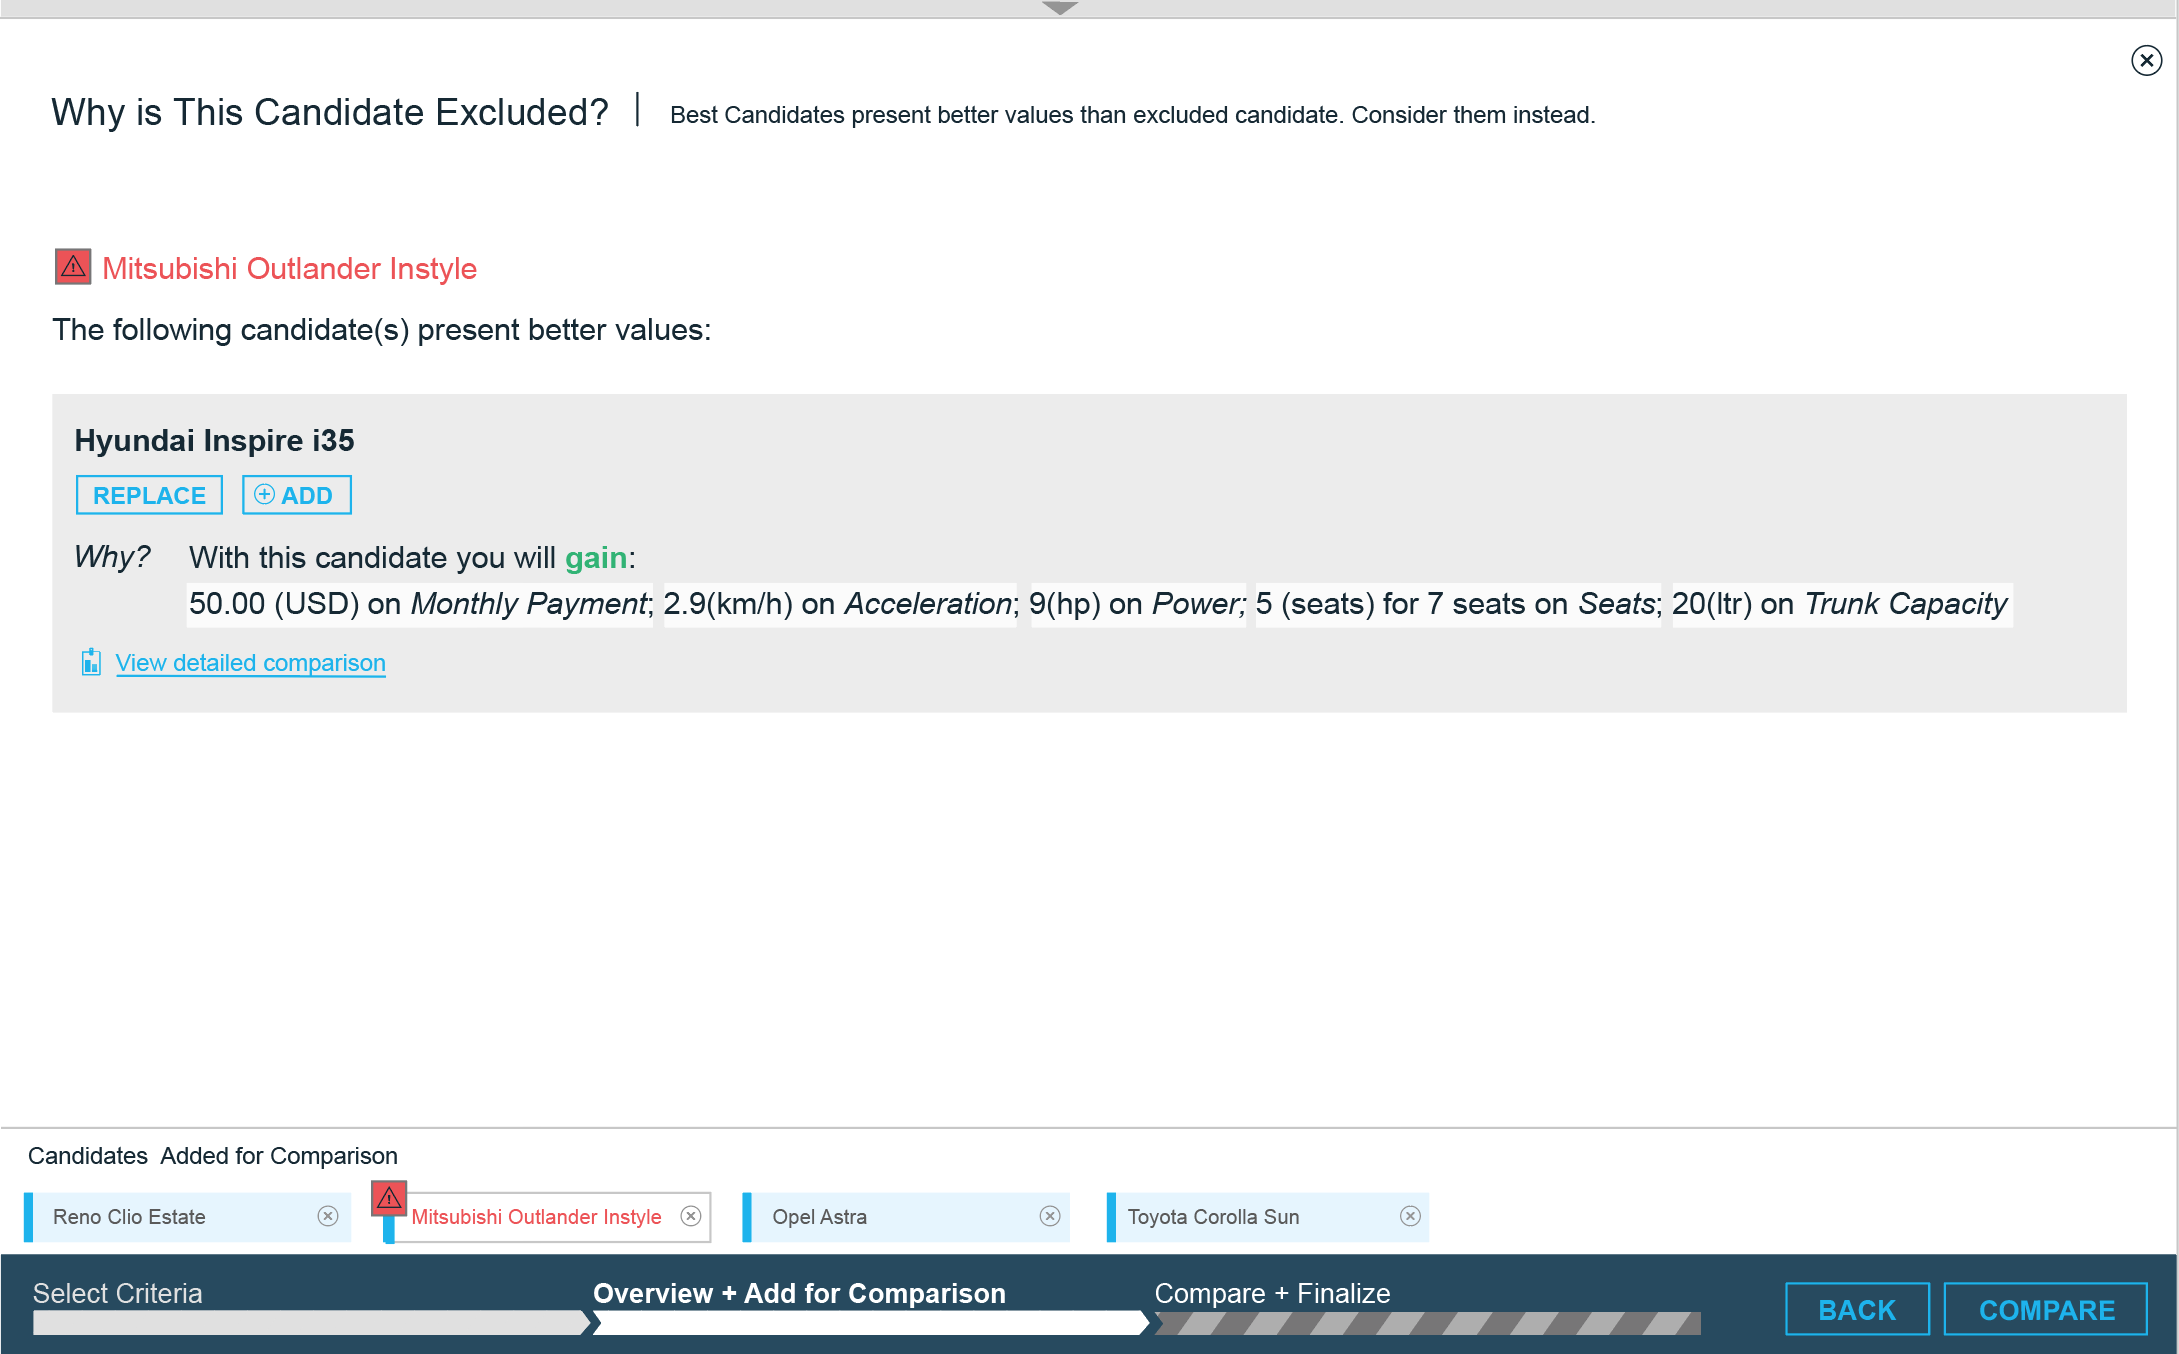 Why is This Candidate Excluded? | Best Candidates present better values than excluded candidate. Consider them instead.
Mitsubishi Outlander Instyle
The following candidate(s) present better values:
Hyundai Inspire i35
REPLACE ADD
Why? With this candidate you will gain:
50.00 (USD) on Monthly Payment; 2.9(km/h) on Acceleration; 9(hp) on Power; 5 (seats) for 7 seats on Seats; 20(ltr) on Trunk Capacity
View detailed comparison
Candidates Added for Comparison
Reno Clio Estate Mitsubishi Outlander Instyle Opel Astra Toyota Corolla Sun
Select Criteria Overview + Add for Comparison Compare + Finalize BACK COMPARE